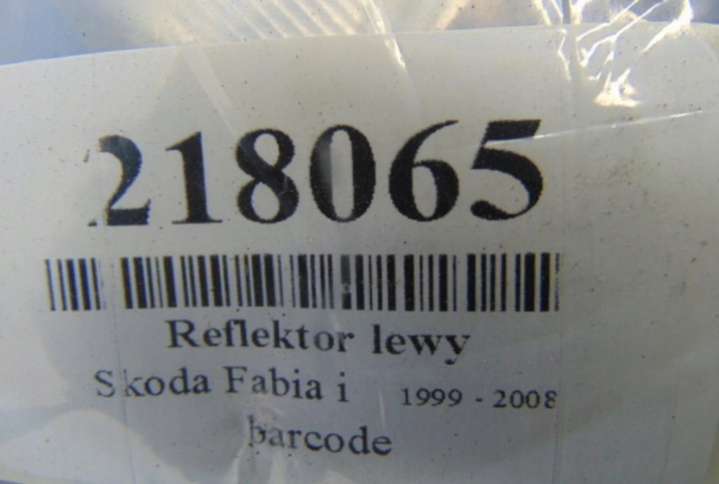 218065
Reflektor lewy
Skoda Fabia i 1999 - 2008
barcode